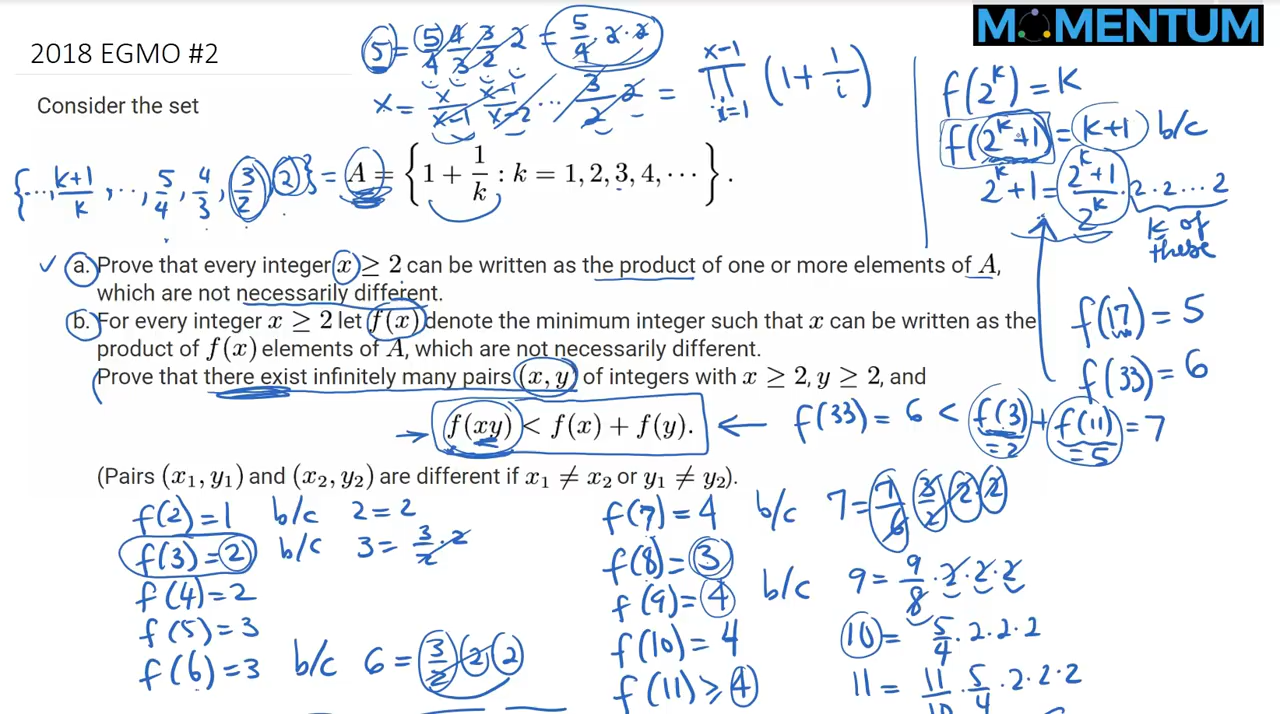 MOMENTUM
2018 EGMO #2
5 = 5/4 · 4/3 · 3/2 · 2 = 5/4 · 2 · 2
x = x/(x-1) · (x-1)/(x-2) ··· 3/2 · 2 = ∏_{i=1}^{x-1} (1 + 1/i)
Consider the set
{ ..., k+1/k, ..., 5/4, 4/3, 3/2, 2 } = A = { 1 + 1/k : k = 1, 2, 3, 4, ··· } .
f(2^k) = k
f(2^k+1) = k+1 b/c
2^k+1 = (2^k+1)/2^k · 2 · 2 ... 2
k of these
✓ a. Prove that every integer x ≥ 2 can be written as the product of one or more elements of A,
which are not necessarily different.
b. For every integer x ≥ 2 let f(x) denote the minimum integer such that x can be written as the
product of f(x) elements of A, which are not necessarily different.
Prove that there exist infinitely many pairs (x, y) of integers with x ≥ 2, y ≥ 2, and
f(17) = 5
f(33) = 6
→ f(xy) < f(x) + f(y). ← f(33) = 6 < f(3) + f(11) = 7
=2 =5
(Pairs (x₁, y₁) and (x₂, y₂) are different if x₁ ≠ x₂ or y₁ ≠ y₂).
f(2) = 1 b/c 2 = 2
f(3) = 2 b/c 3 = 3/2 · 2
f(4) = 2
f(5) = 3
f(6) = 3 b/c 6 = (3/2)(2)(2)
f(7) = 4 b/c 7 = (7/6)(3/2)(2)(2)
f(8) = 3
f(9) = 4 b/c 9 = 9/8 · 2 · 2 · 2
f(10) = 4 10 = 5/4 · 2 · 2 · 2
f(11) ≥ 4 11 = 11/10 · 5/4 · 2 · 2 · 2